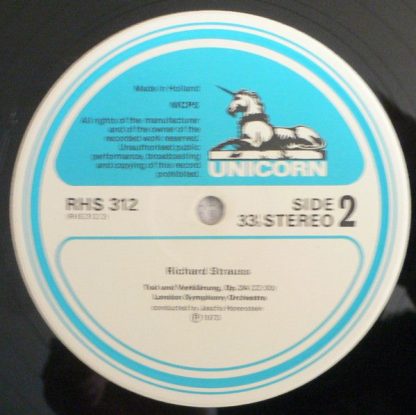 Made in Holland
MCPS
All rights of the manufacturer
and of the owner of the
recorded work reserved.
Unauthorised public
performance, broadcasting
and copying of this record
prohibited.
UNICORN
RHS 312
SIDE 2
33⅓ STEREO
Richard Strauss
Tod und Verklärung, Op. 24
London Symphony Orchestra
conducted by Jascha Horenstein